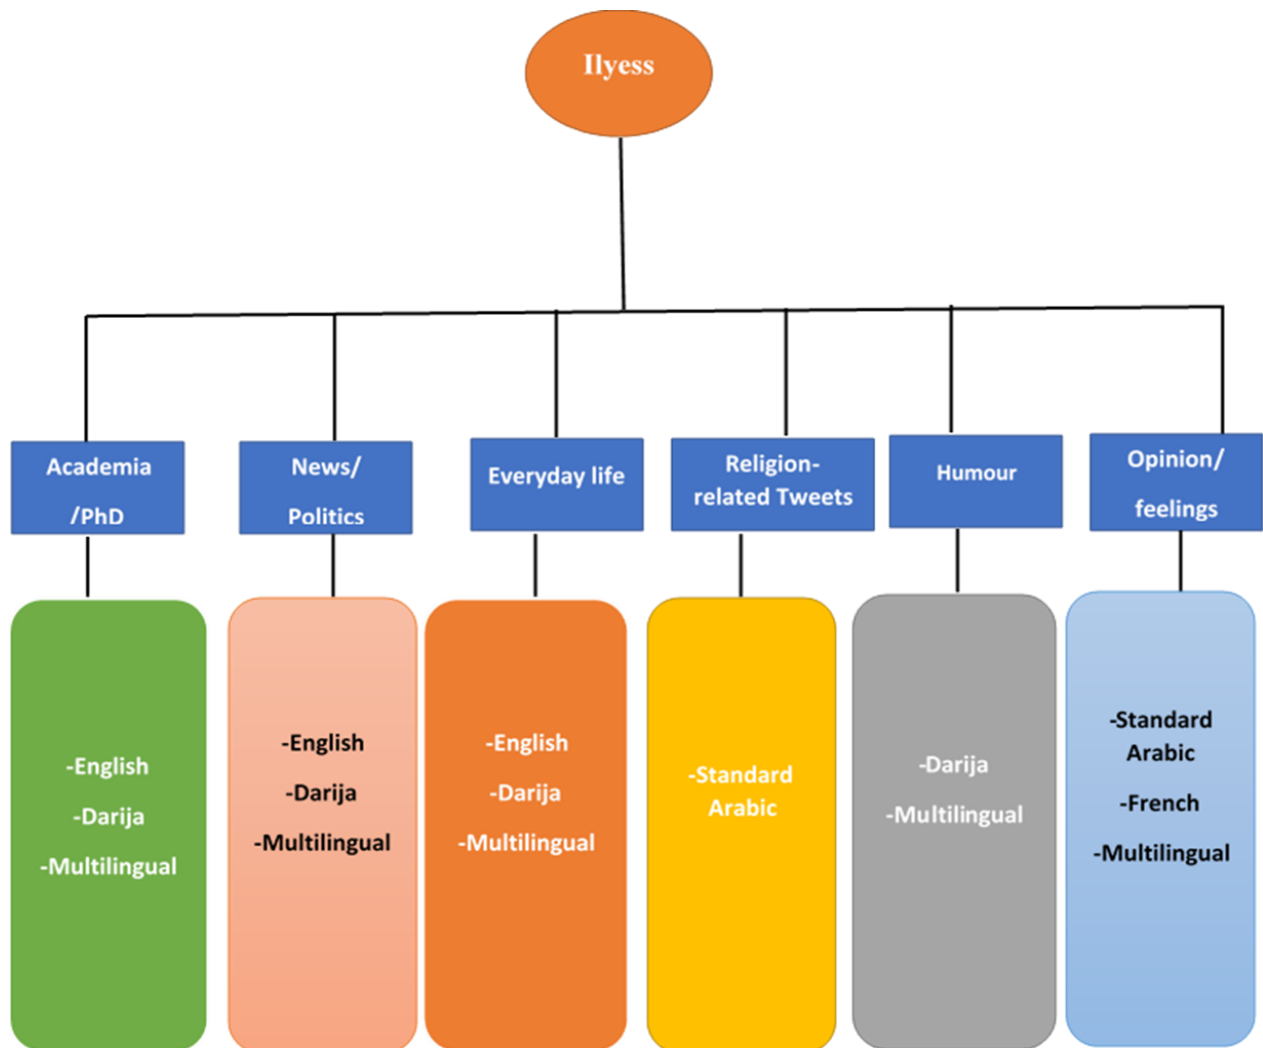 Ilyess
Academia
/PhD
News/
Politics
Everyday life
Religion-
related Tweets
Humour
Opinion/
feelings
-English
-Darija
-Multilingual
-English
-Darija
-Multilingual
-English
-Darija
-Multilingual
-Standard
Arabic
-Darija
-Multilingual
-Standard
Arabic
-French
-Multilingual